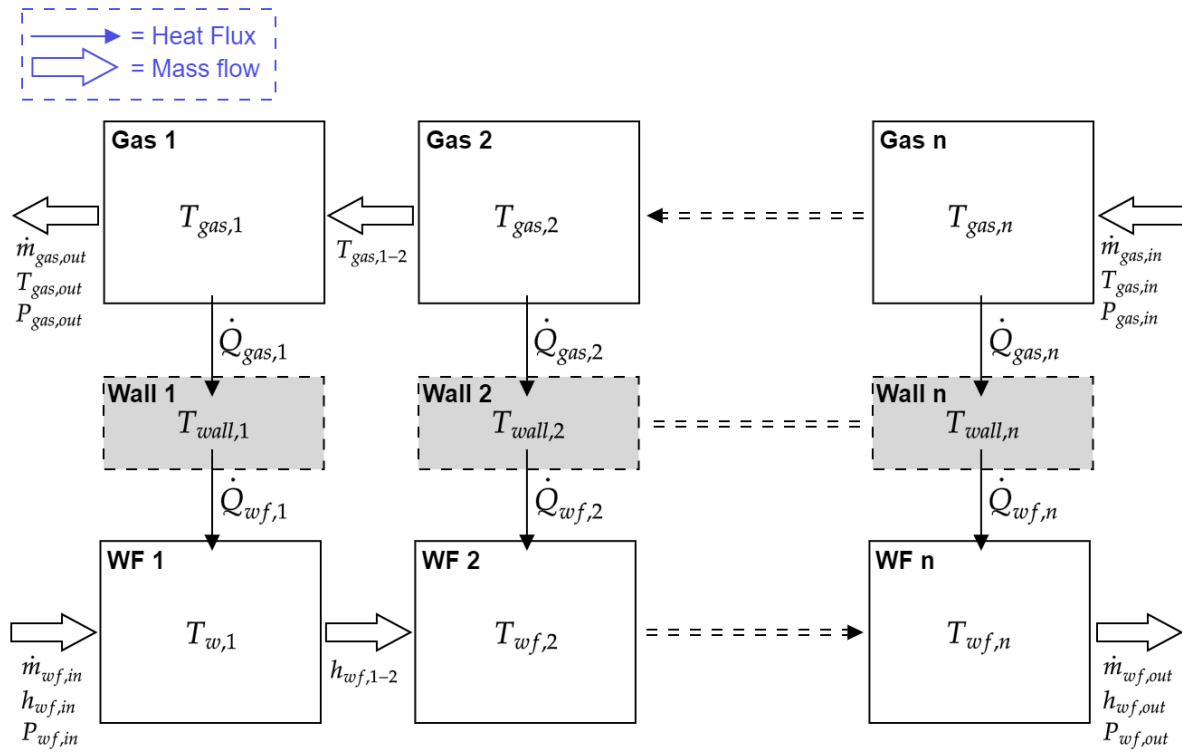 = Heat Flux
= Mass flow
Gas 1
Gas 2
Gas n
T_{gas,1}
T_{gas,2}
T_{gas,n}
ṁ_{gas,out}
T_{gas,out}
P_{gas,out}
T_{gas,1−2}
ṁ_{gas,in}
T_{gas,in}
P_{gas,in}
Q̇_{gas,1}
Q̇_{gas,2}
Q̇_{gas,n}
Wall 1
Wall 2
Wall n
T_{wall,1}
T_{wall,2}
T_{wall,n}
Q̇_{wf,1}
Q̇_{wf,2}
Q̇_{wf,n}
WF 1
WF 2
WF n
T_{w,1}
T_{wf,2}
T_{wf,n}
ṁ_{wf,in}
h_{wf,in}
P_{wf,in}
h_{wf,1−2}
ṁ_{wf,out}
h_{wf,out}
P_{wf,out}